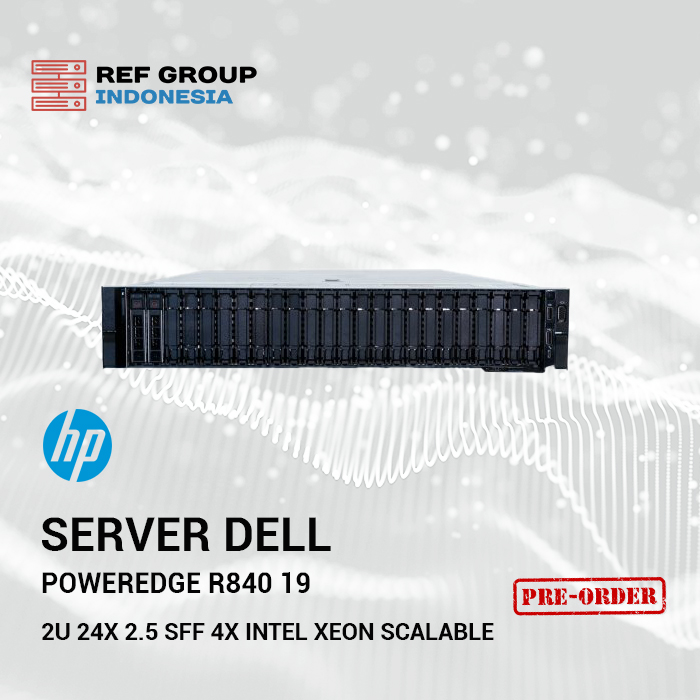 REF GROUP
INDONESIA
hp
SERVER DELL
POWEREDGE R840 19
PRE-ORDER
2U 24X 2.5 SFF 4X INTEL XEON SCALABLE